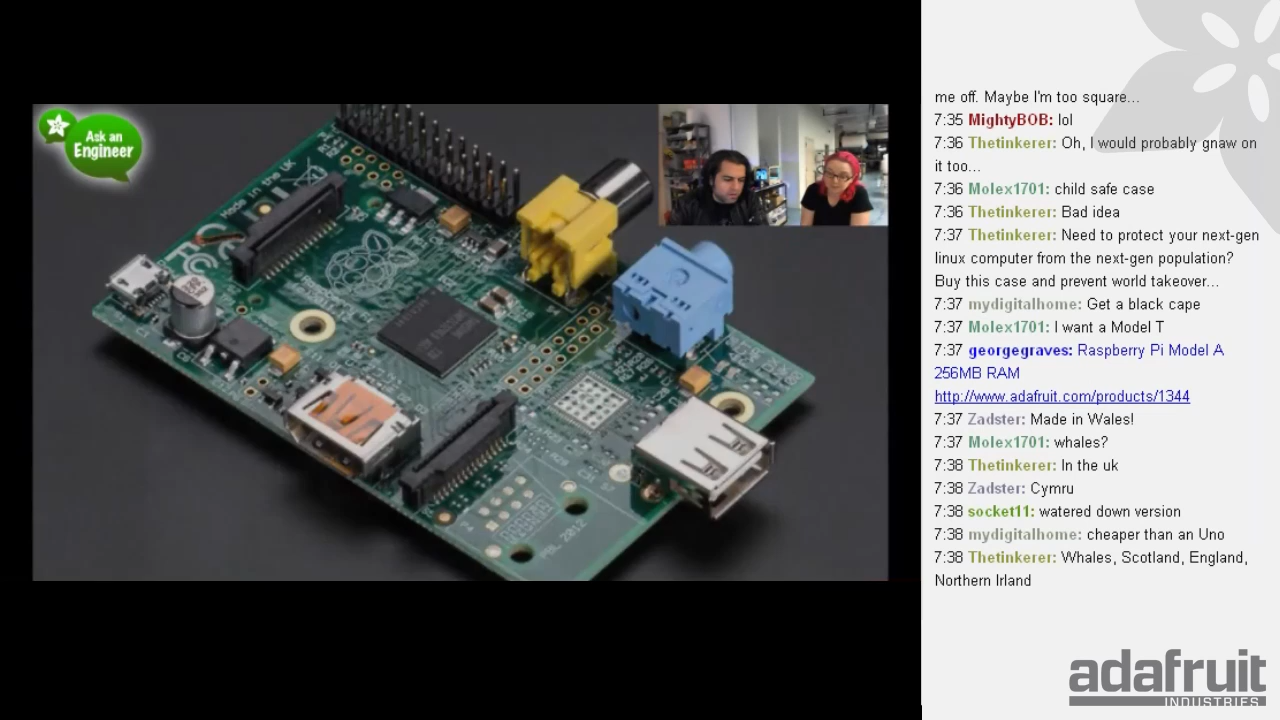 Ask an
Engineer
Made in the UK
me off. Maybe I'm too square...
7:35 MightyBOB: lol
7:36 Thetinkerer: Oh, I would probably gnaw on
it too...
7:36 Molex1701: child safe case
7:36 Thetinkerer: Bad idea
7:37 Thetinkerer: Need to protect your next-gen
linux computer from the next-gen population?
Buy this case and prevent world takeover...
7:37 mydigitalhome: Get a black cape
7:37 Molex1701: I want a Model T
7:37 georgegraves: Raspberry Pi Model A
256MB RAM
http://www.adafruit.com/products/1344
7:37 Zadster: Made in Wales!
7:37 Molex1701: whales?
7:38 Thetinkerer: In the uk
7:38 Zadster: Cymru
7:38 socket11: watered down version
7:38 mydigitalhome: cheaper than an Uno
7:38 Thetinkerer: Whales, Scotland, England,
Northern Irland
adafruit
INDUSTRIES